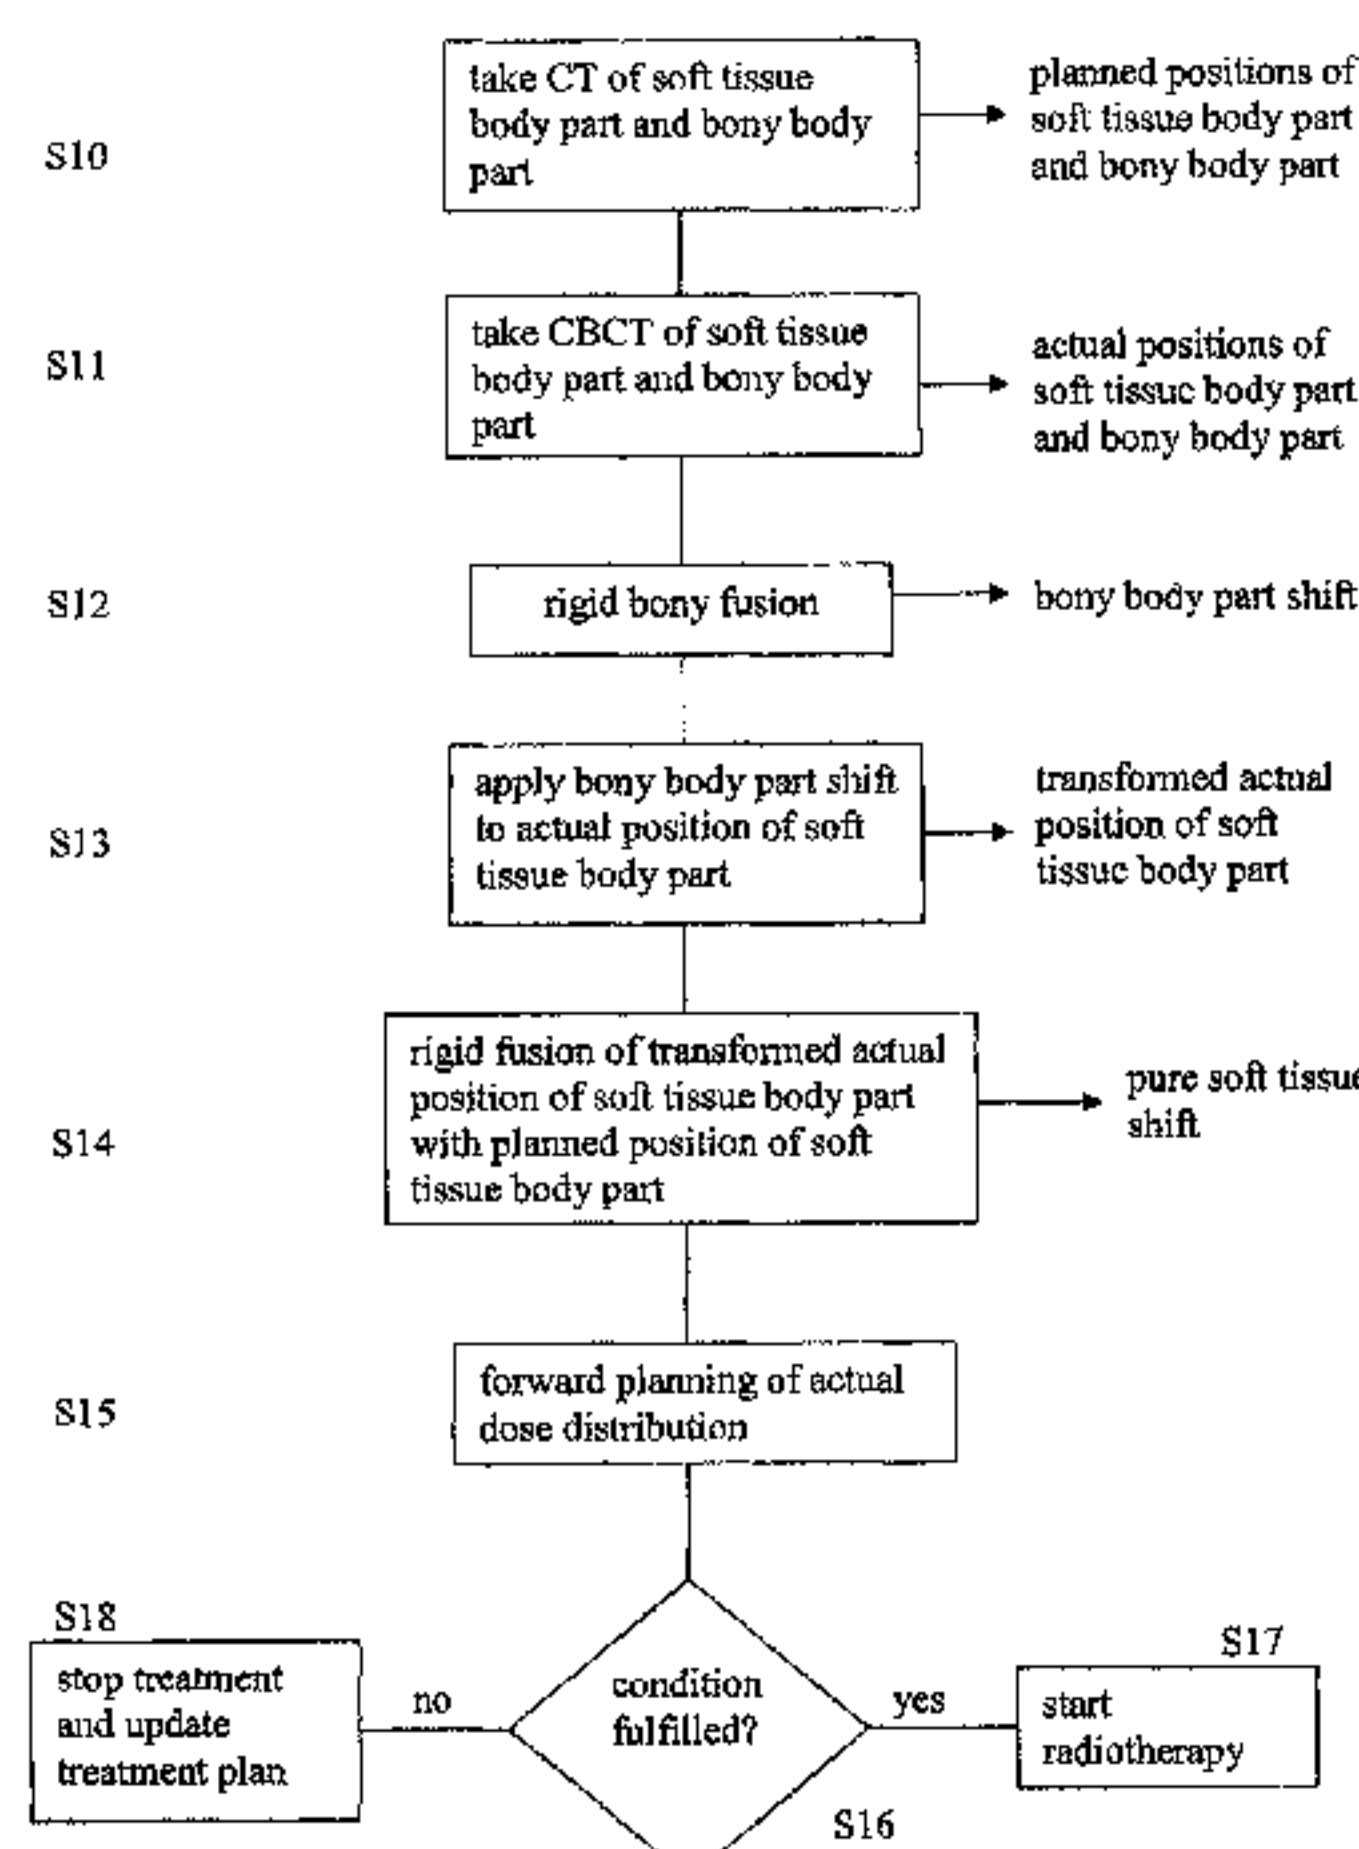 take CT of soft tissue
body part and bony body
part
planned positions of
soft tissue body part
and bony body part
S10
take CBCT of soft tissue
body part and bony body
part
actual positions of
soft tissue body part
and bony body part
S11
rigid bony fusion
bony body part shift
S12
apply bony body part shift
to actual position of soft
tissue body part
transformed actual
position of soft
tissue body part
S13
rigid fusion of transformed actual
position of soft tissue body part
with planned position of soft
tissue body part
pure soft tissue
shift
S14
forward planning of actual
dose distribution
S15
S18
stop treatment
and update
treatment plan
no
condition
fulfilled?
yes
S17
start
radiotherapy
S16